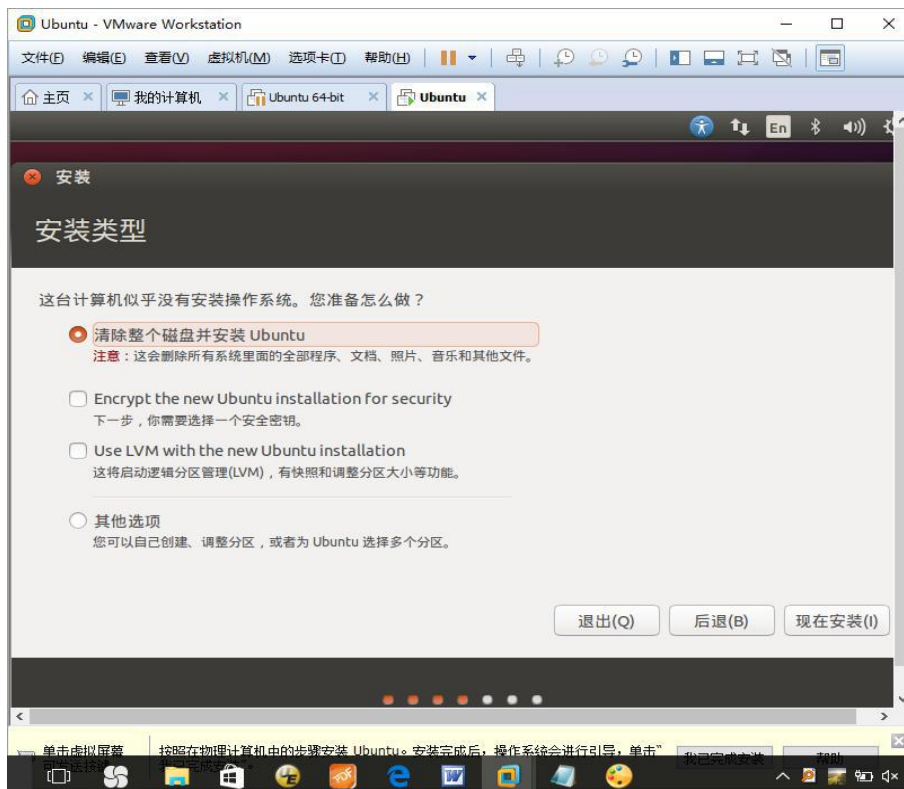 Ubuntu - VMware Workstation
文件(F) 编辑(E) 查看(V) 虚拟机(M) 选项卡(T) 帮助(H)
主页 我的计算机 Ubuntu 64-bit Ubuntu
En
安装
安装类型
这台计算机似乎没有安装操作系统。您准备怎么做？
清除整个磁盘并安装 Ubuntu
注意：这会删除所有系统里面的全部程序、文档、照片、音乐和其他文件。
Encrypt the new Ubuntu installation for security
下一步，你需要选择一个安全密钥。
Use LVM with the new Ubuntu installation
这将启动逻辑分区管理(LVM)，有快照和调整分区大小等功能。
其他选项
您可以自己创建、调整分区，或者为 Ubuntu 选择多个分区。
退出(Q) 后退(B) 现在安装(I)
单击虚拟屏幕 按照在物理计算机中的步骤安装 Ubuntu。安装完成后，操作系统会进行引导，单击"
我已完成安装 帮助